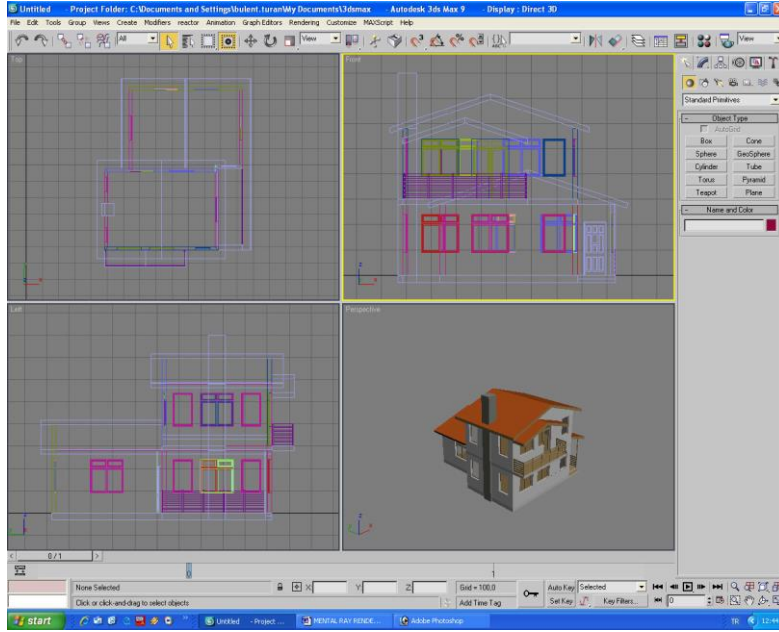 Untitled - Project Folder: C:\Documents and Settings\bulent.turan\My Documents\3dsmax - Autodesk 3ds Max 9 - Display : Direct 3D
File Edit Tools Group Views Create Modifiers reactor Animation Graph Editors Rendering Customize MAXScript Help
All View View
Top
Front
Standard Primitives
- Object Type
AutoGrid
Box Cone
Sphere GeoSphere
Cylinder Tube
Torus Pyramid
Teapot Plane
- Name and Color
Left
Perspective
< 0 / 1 >
0 1
None Selected X Y Z Grid = 100,0 Auto Key Selected
Click or click-and-drag to select objects Add Time Tag Set Key Key Filters... 0
start Untitled - Project ... MENTAL RAY RENDE... Adobe Photoshop TR